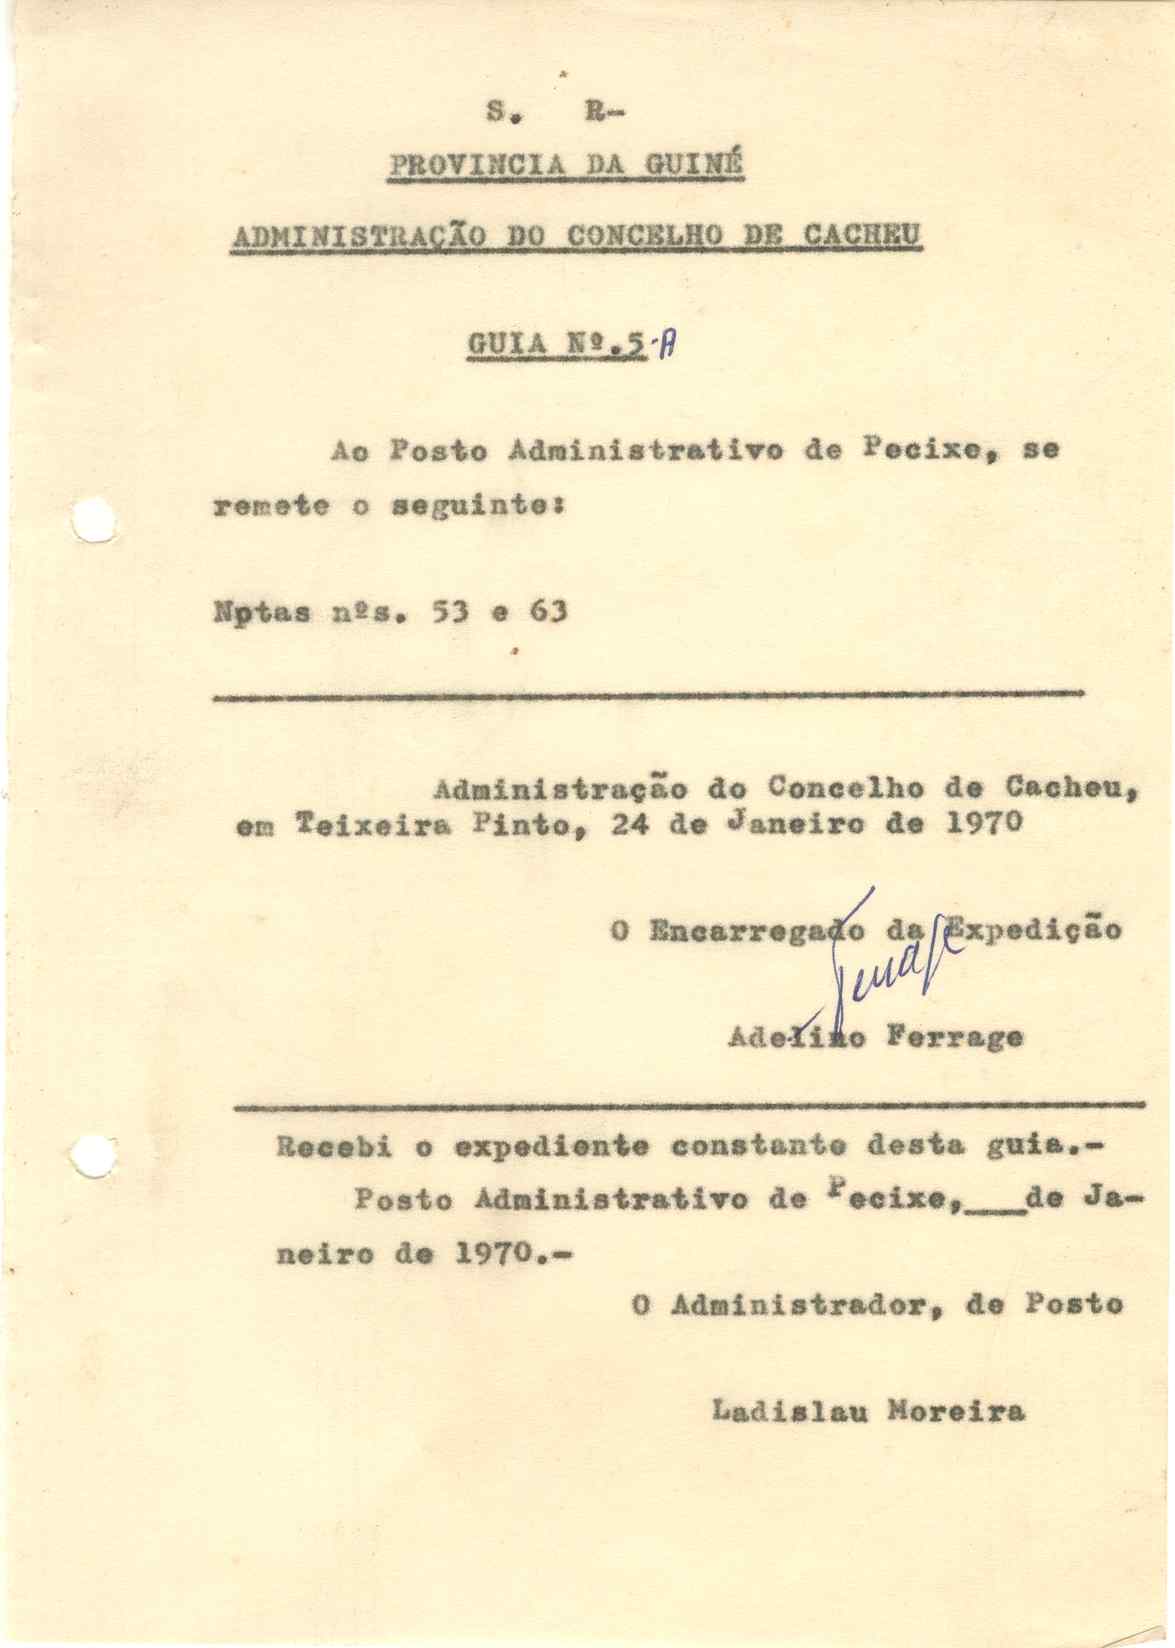 S. R-
PROVINCIA DA GUINÉ
ADMINISTRAÇÃO DO CONCELHO DE CACHEU
GUIA Nº.5-A
Ao Posto Administrativo de Pecixe, se
remete o seguinte:
Nptas nºs. 53 e 63
Administração do Concelho de Cacheu,
em Teixeira Pinto, 24 de Janeiro de 1970
O Encarregado da Expedição
Ferrage
Adelino Ferrage
Recebi o expediente constante desta guia.-
Posto Administrativo de Pecixe,___de Ja-
neiro de 1970.-
O Administrador, de Posto
Ladislau Moreira